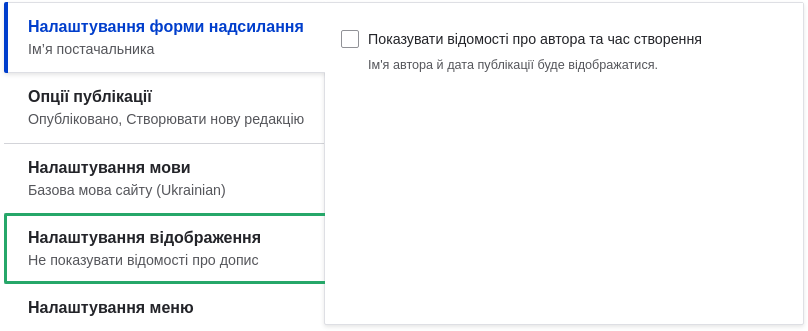 Налаштування форми надсилання
Ім’я постачальника
Опції публікації
Опубліковано, Створювати нову редакцію
Налаштування мови
Базова мова сайту (Ukrainian)
Налаштування відображення
Не показувати відомості про допис
Налаштування меню
Показувати відомості про автора та час створення
Ім'я автора й дата публікації буде відображатися.